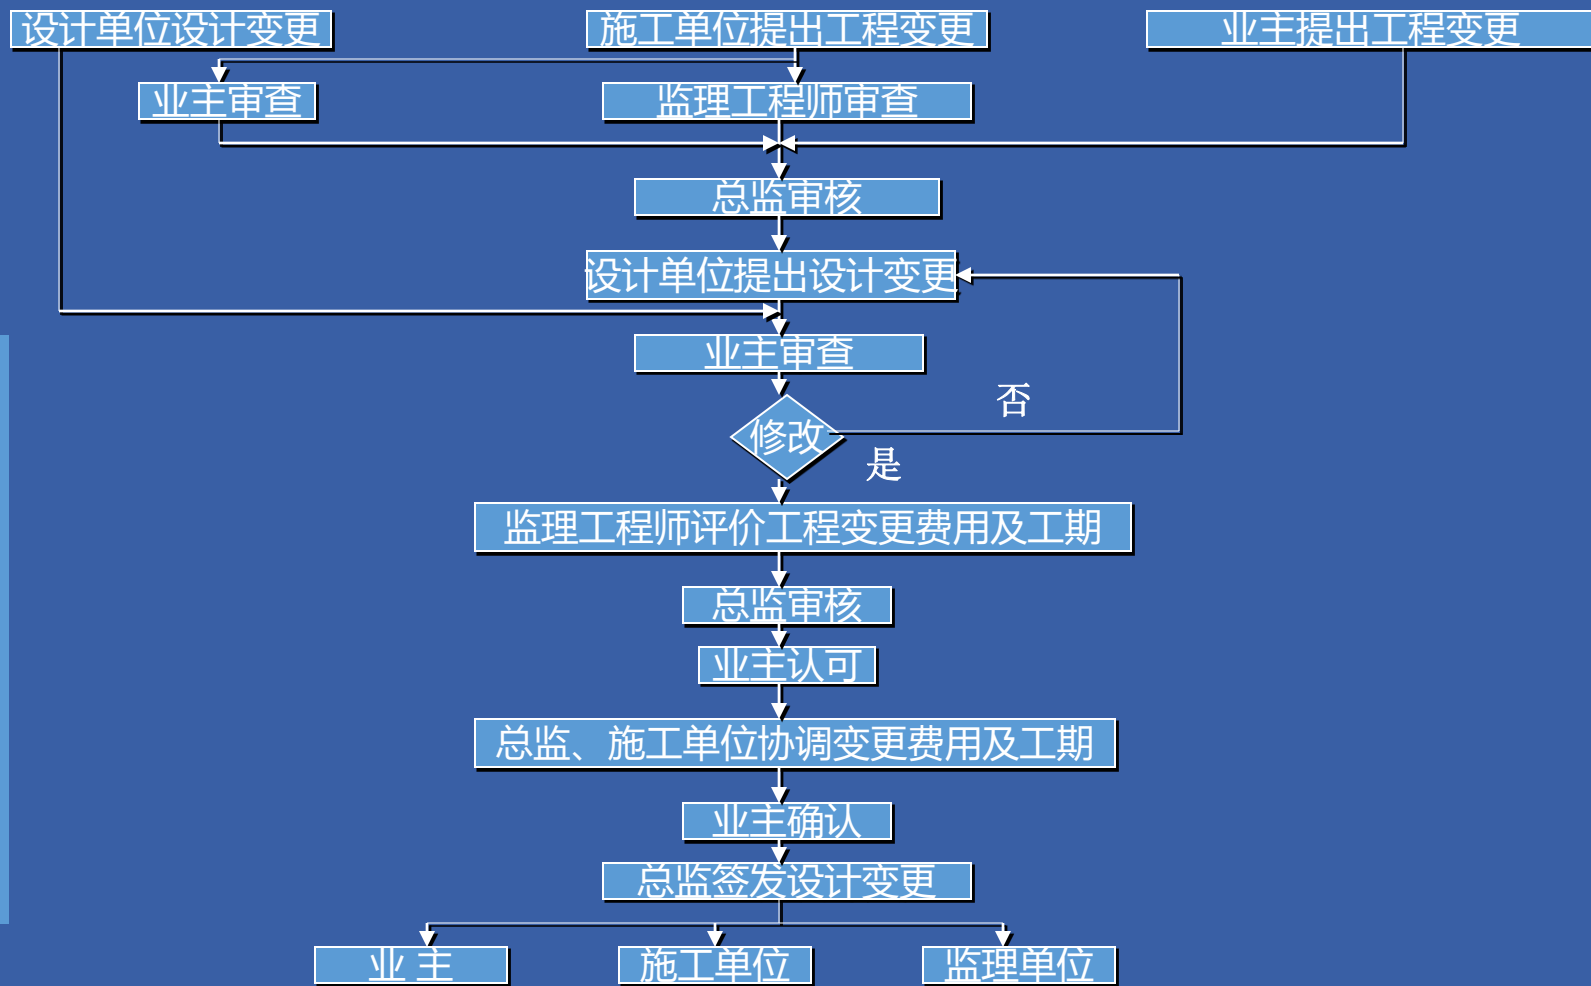 设计单位设计变更
施工单位提出工程变更
业主提出工程变更
业主审查
监理工程师审查
总监审核
设计单位提出设计变更
业主审查
否
修改
是
监理工程师评价工程变更费用及工期
总监审核
业主认可
总监、施工单位协调变更费用及工期
业主确认
总监签发设计变更
业 主
施工单位
监理单位